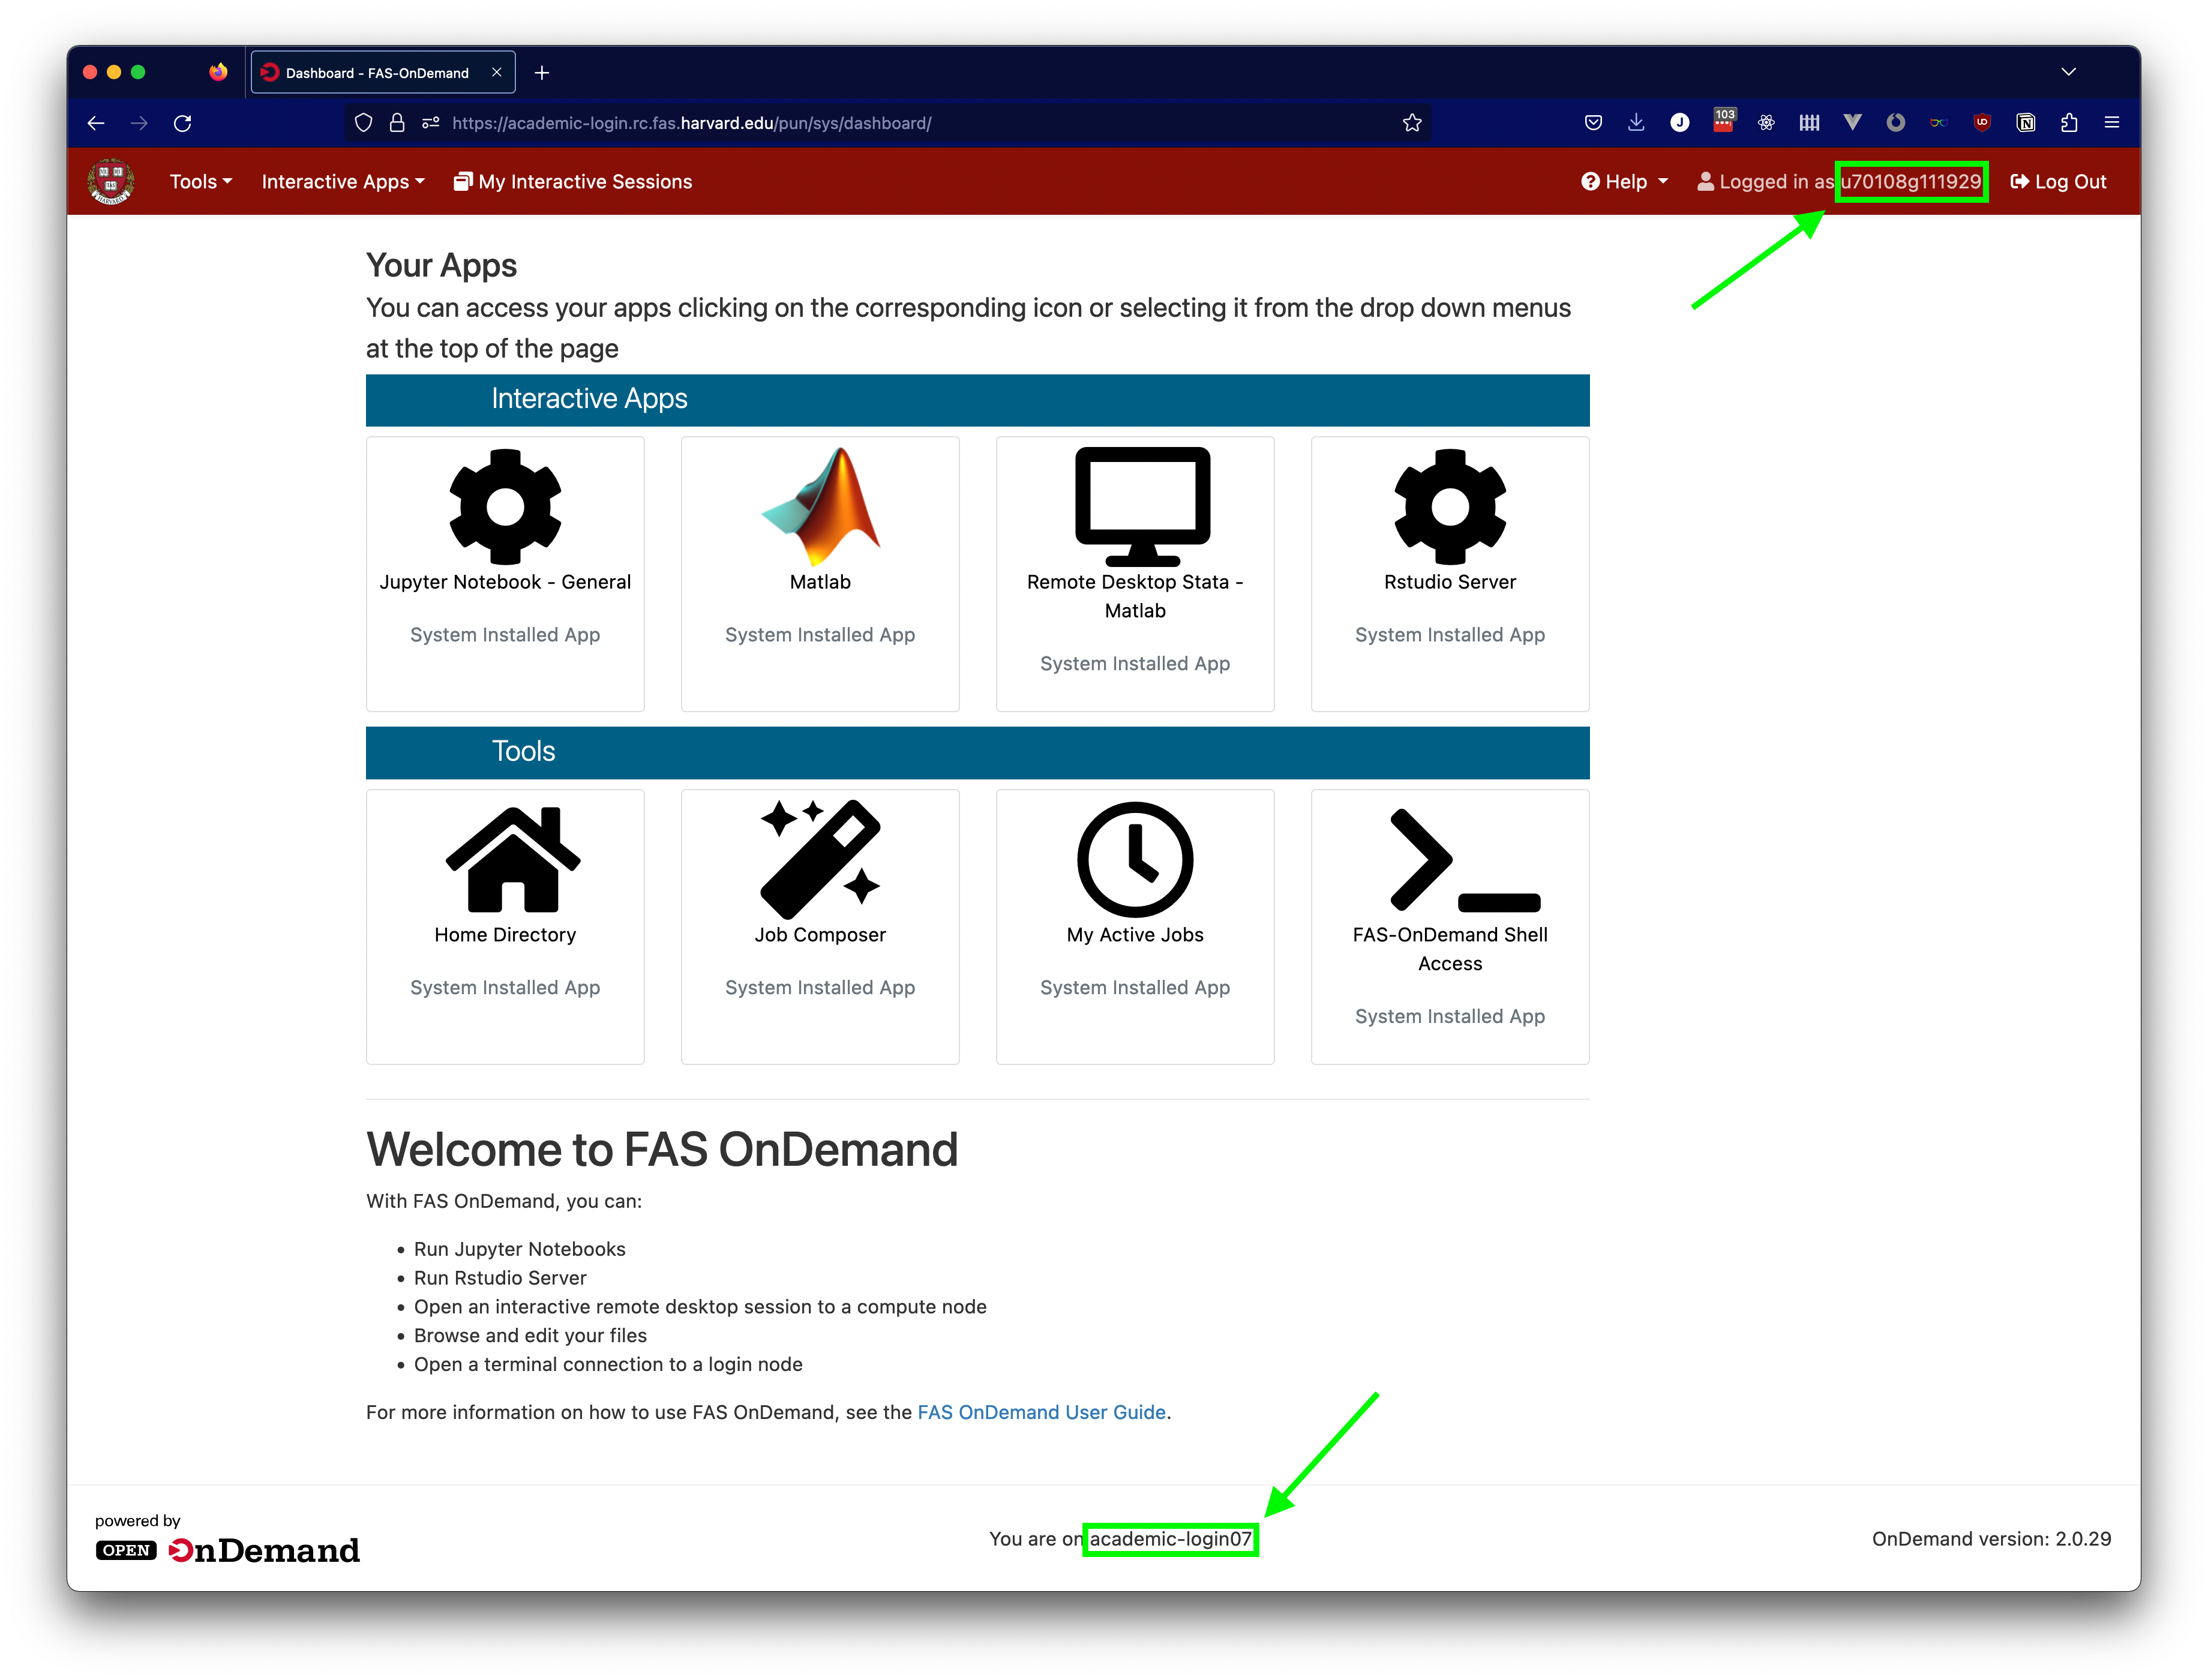 Dashboard - FAS-OnDemand
https://academic-login.rc.fas.harvard.edu/pun/sys/dashboard/
J
103
Tools
Interactive Apps
My Interactive Sessions
Help
Logged in as u70108g111929
Log Out
Your Apps
You can access your apps clicking on the corresponding icon or selecting it from the drop down menus
at the top of the page
Interactive Apps
Jupyter Notebook - General
System Installed App
Matlab
System Installed App
Remote Desktop Stata -
Matlab
System Installed App
Rstudio Server
System Installed App
Tools
Home Directory
System Installed App
Job Composer
System Installed App
My Active Jobs
System Installed App
FAS-OnDemand Shell
Access
System Installed App
Welcome to FAS OnDemand
With FAS OnDemand, you can:
• Run Jupyter Notebooks
• Run Rstudio Server
• Open an interactive remote desktop session to a compute node
• Browse and edit your files
• Open a terminal connection to a login node
For more information on how to use FAS OnDemand, see the FAS OnDemand User Guide.
powered by
OPEN OnDemand
You are on academic-login07
OnDemand version: 2.0.29